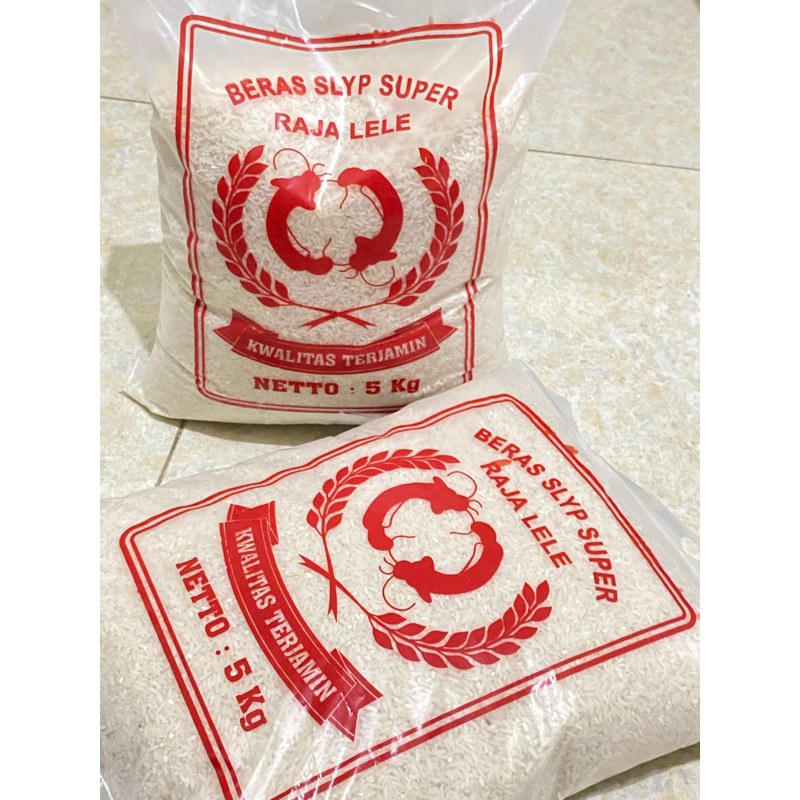 BERAS SLYP SUPER
RAJA LELE
KWALITAS TERJAMIN
NETTO : 5 Kg
BERAS SLYP SUPER
RAJA LELE
KWALITAS TERJAMIN
NETTO : 5 Kg